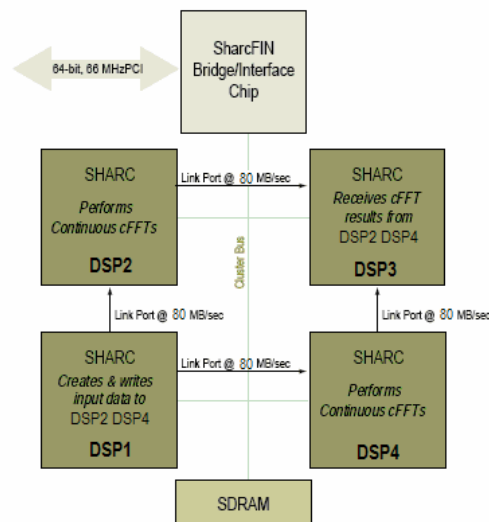 SharcFIN
Bridge/Interface
Chip
64-bit, 66 MHzPCI
SHARC
Performs
Continuous cFFTs
DSP2
Link Port @ 80 MB/sec
SHARC
Receives cFFT
results from
DSP2 DSP4
DSP3
Cluster Bus
Link Port @ 80 MB/sec
Link Port @ 80 MB/sec
SHARC
Creates & writes
input data to
DSP2 DSP4
DSP1
Link Port @ 80 MB/sec
SHARC
Performs
Continuous cFFTs
DSP4
SDRAM